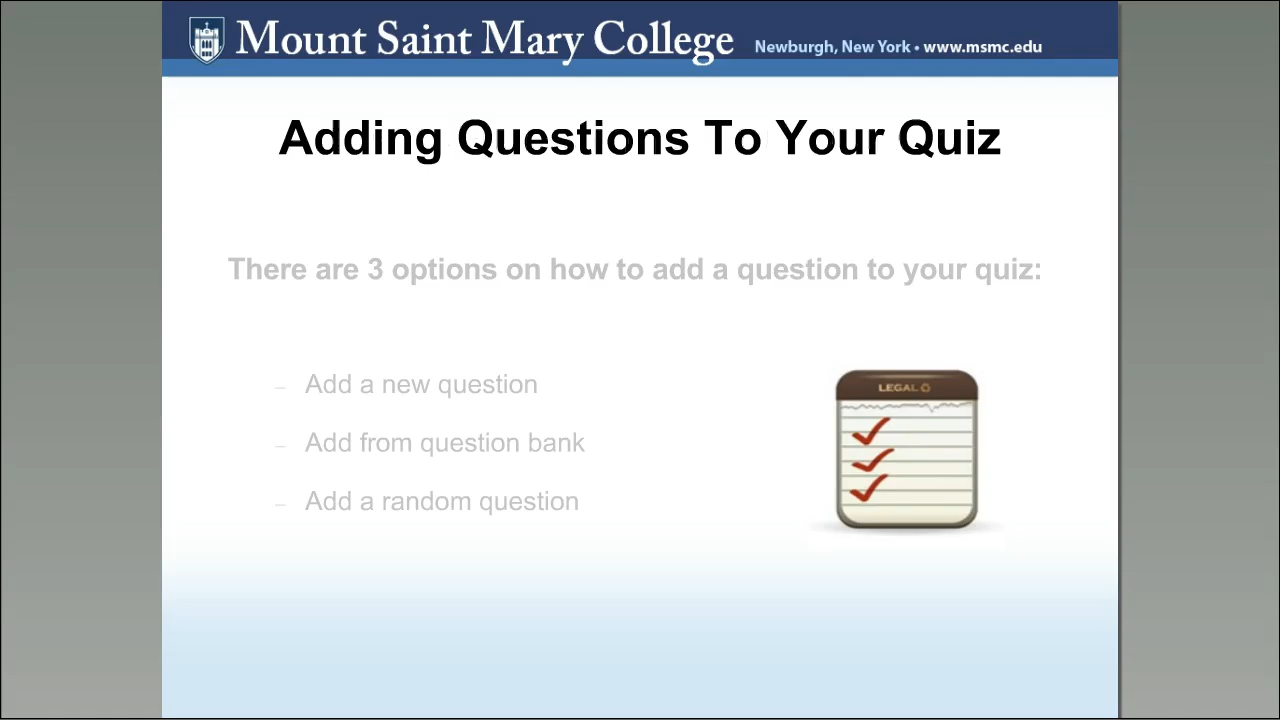 Mount Saint Mary College
Newburgh, New York • www.msmc.edu
Adding Questions To Your Quiz
There are 3 options on how to add a question to your quiz:
– Add a new question
– Add from question bank
– Add a random question
LEGAL